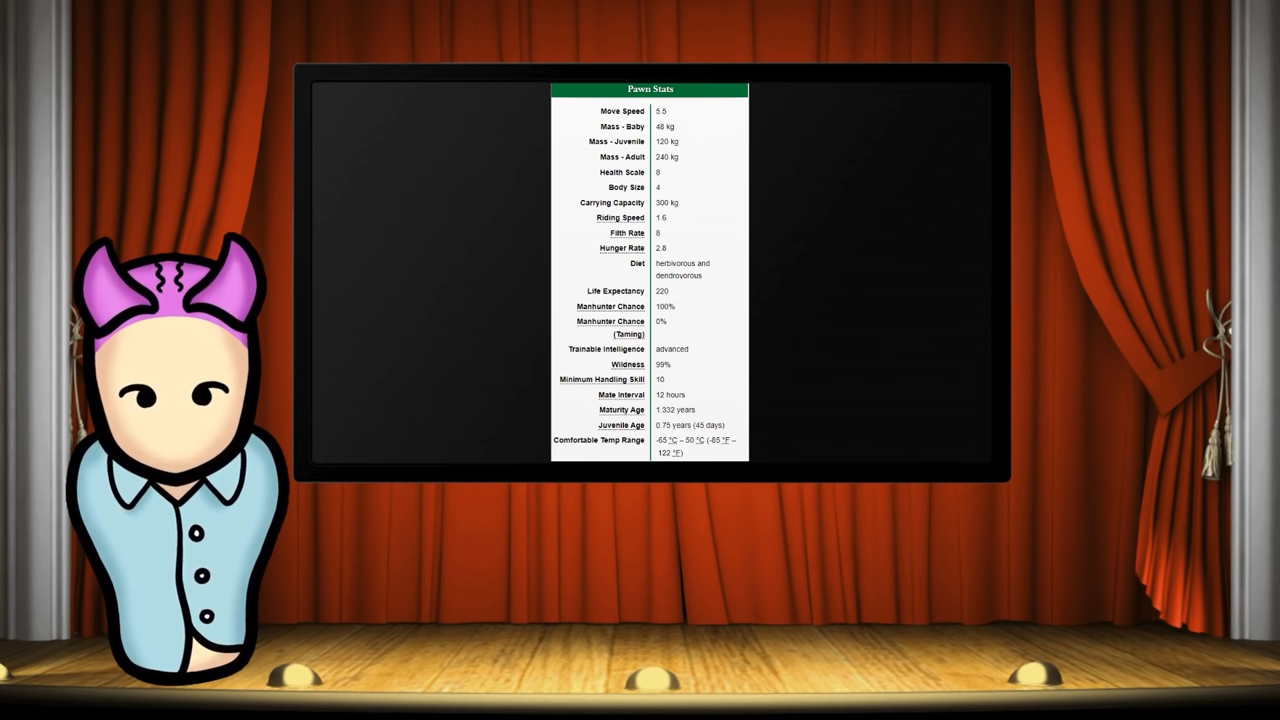 Pawn Stats
Move Speed 5.5
Mass - Baby 48 kg
Mass - Juvenile 120 kg
Mass - Adult 240 kg
Health Scale 8
Body Size 4
Carrying Capacity 300 kg
Riding Speed 1.6
Filth Rate 8
Hunger Rate 2.8
Diet herbivorous and
dendrovorous
Life Expectancy 220
Manhunter Chance 100%
Manhunter Chance 0%
(Taming)
Trainable Intelligence advanced
Wildness 99%
Minimum Handling Skill 10
Mate Interval 12 hours
Maturity Age 1.332 years
Juvenile Age 0.75 years (45 days)
Comfortable Temp Range -65 °C – 50 °C (-85 °F –
122 °F)